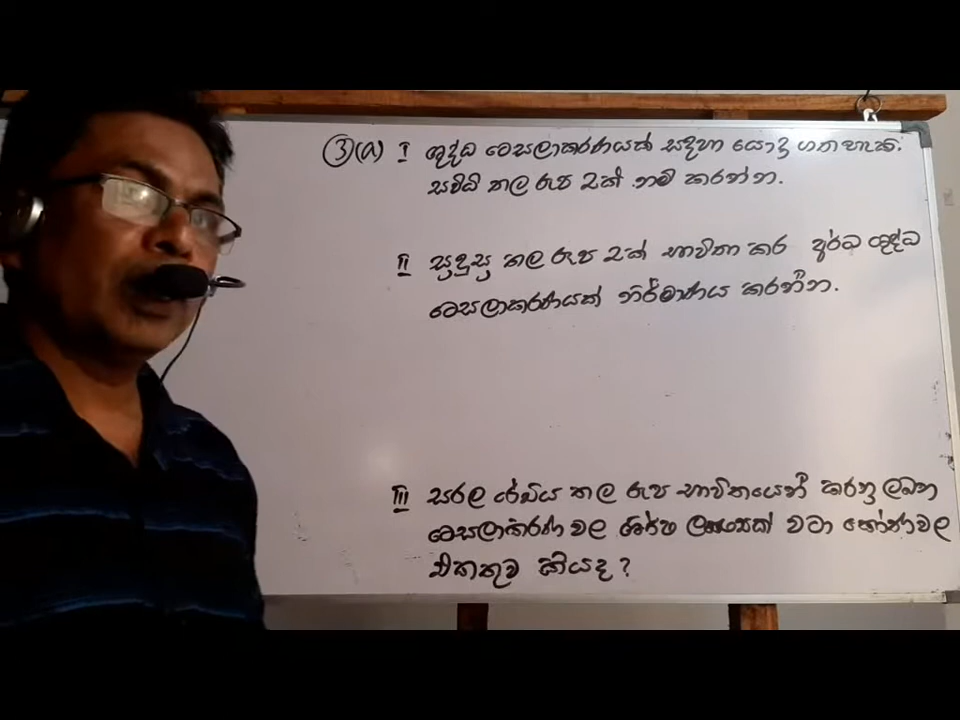 ③(A) I ශුද්ධ ටෙසලාකරණයක් සඳහා යොදා ගත හැකි
සවිධි තල රූප 2ක් නම් කරන්න.
II සුදුසු තල රූප 2ක් භාවිතා කර අර්ධ ශුද්ධ
ටෙසලාකරණයක් නිර්මාණය කරන්න.
III සරල රේඛීය තල රූප භාවිතයෙන් කරනු ලබන
ටෙසලාකරණ වල ශීර්ෂ ලක්‍ෂ්‍යයක් වටා කෝණවල
එකතුව කීයද ?